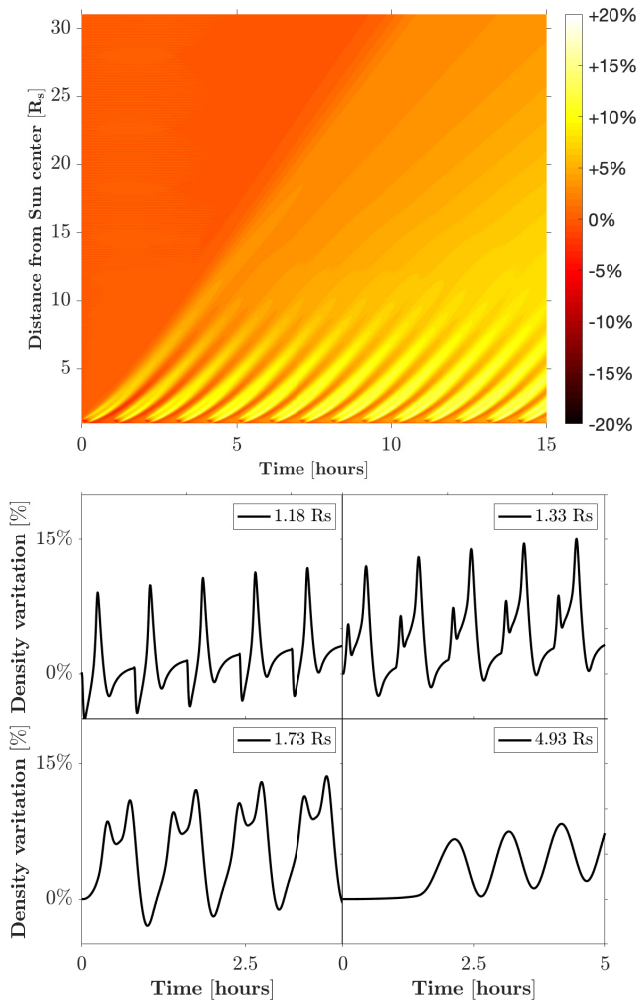 30
25
20
15
10
5
Distance from Sun center [Rₛ]
0
5
10
15
Time [hours]
+20%
+15%
+10%
+5%
0%
-5%
-10%
-15%
-20%
Density varitation [%]
15%
0%
1.18 Rs
1.33 Rs
Density varitation [%]
15%
0%
1.73 Rs
4.93 Rs
0
2.5
0
2.5
5
Time [hours]
Time [hours]